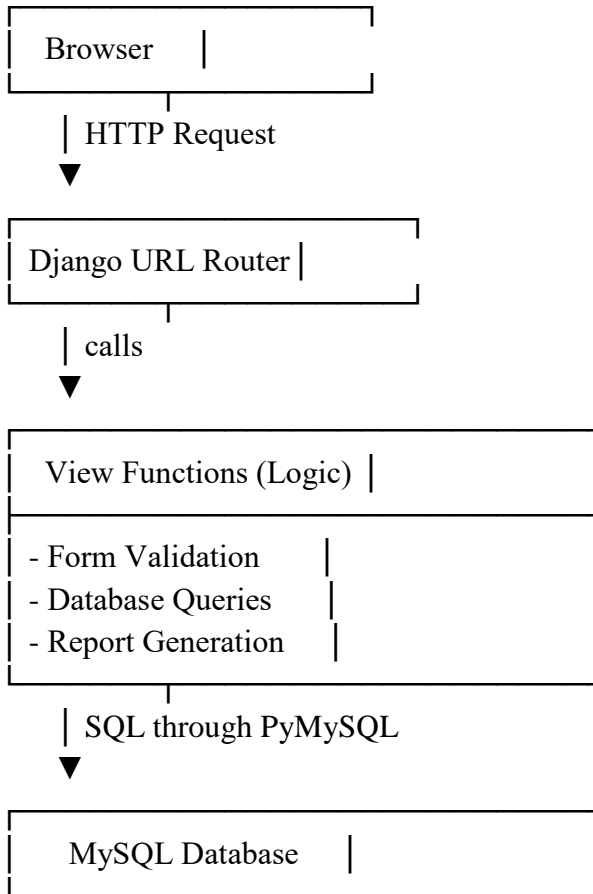 Browser
HTTP Request
Django URL Router
calls
View Functions (Logic)
- Form Validation
- Database Queries
- Report Generation
SQL through PyMySQL
MySQL Database